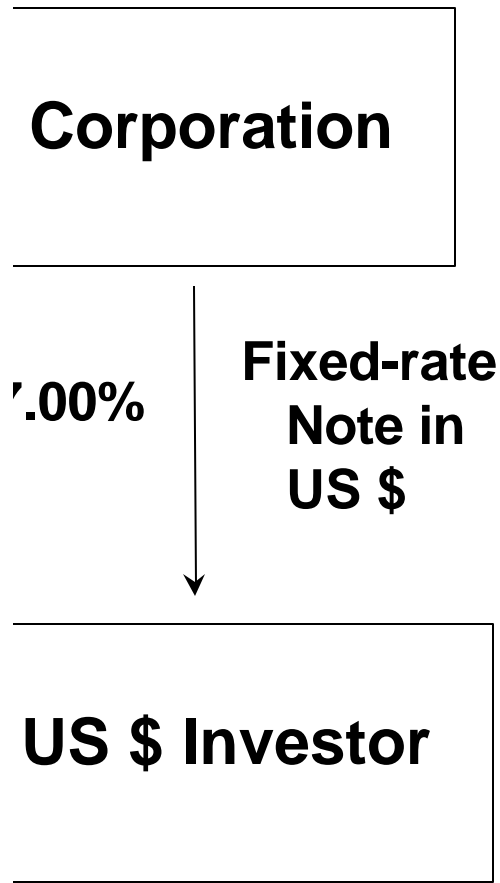 Corporation
.00%
Fixed-rate
Note in
US $
US $ Investor